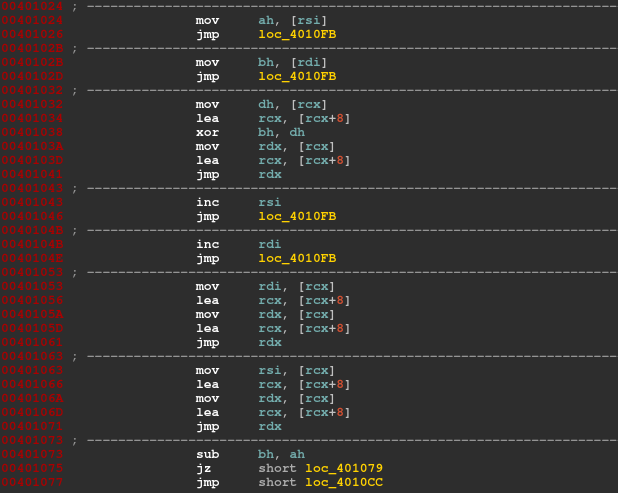 00401024 ; ---------------------------------------------------------------------------
00401024 mov ah, [rsi]
00401026 jmp loc_4010FB
0040102B ; ---------------------------------------------------------------------------
0040102B mov bh, [rdi]
0040102D jmp loc_4010FB
00401032 ; ---------------------------------------------------------------------------
00401032 mov dh, [rcx]
00401034 lea rcx, [rcx+8]
00401038 xor bh, dh
0040103A mov rdx, [rcx]
0040103D lea rcx, [rcx+8]
00401041 jmp rdx
00401043 ; ---------------------------------------------------------------------------
00401043 inc rsi
00401046 jmp loc_4010FB
0040104B ; ---------------------------------------------------------------------------
0040104B inc rdi
0040104E jmp loc_4010FB
00401053 ; ---------------------------------------------------------------------------
00401053 mov rdi, [rcx]
00401056 lea rcx, [rcx+8]
0040105A mov rdx, [rcx]
0040105D lea rcx, [rcx+8]
00401061 jmp rdx
00401063 ; ---------------------------------------------------------------------------
00401063 mov rsi, [rcx]
00401066 lea rcx, [rcx+8]
0040106A mov rdx, [rcx]
0040106D lea rcx, [rcx+8]
00401071 jmp rdx
00401073 ; ---------------------------------------------------------------------------
00401073 sub bh, ah
00401075 jz short loc_401079
00401077 jmp short loc_4010CC